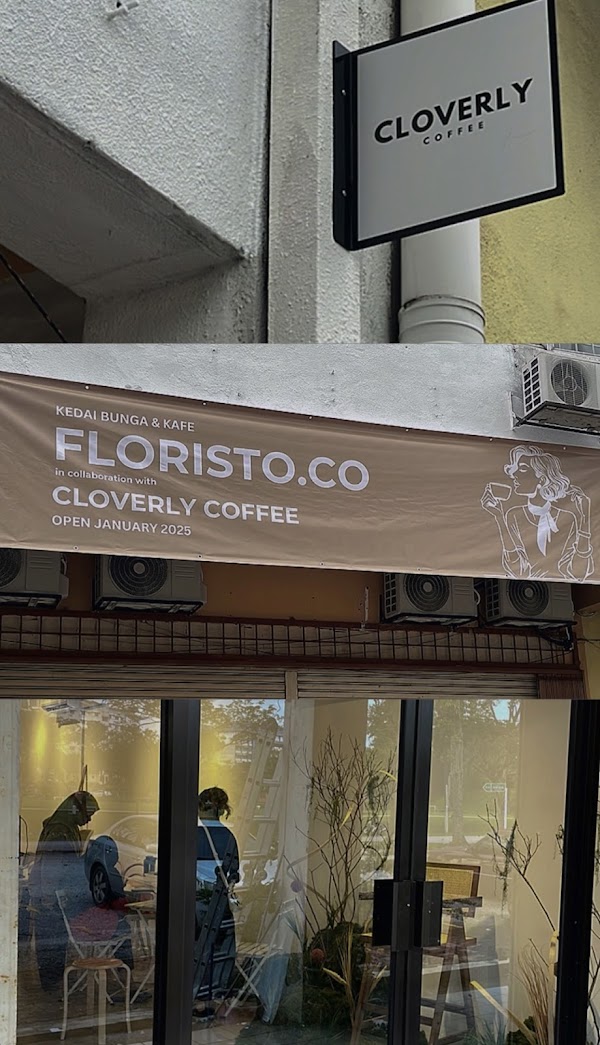 CLOVERLY
COFFEE
KEDAI BUNGA & KAFE
FLORISTO.CO
in collaboration with
CLOVERLY COFFEE
OPEN JANUARY 2025